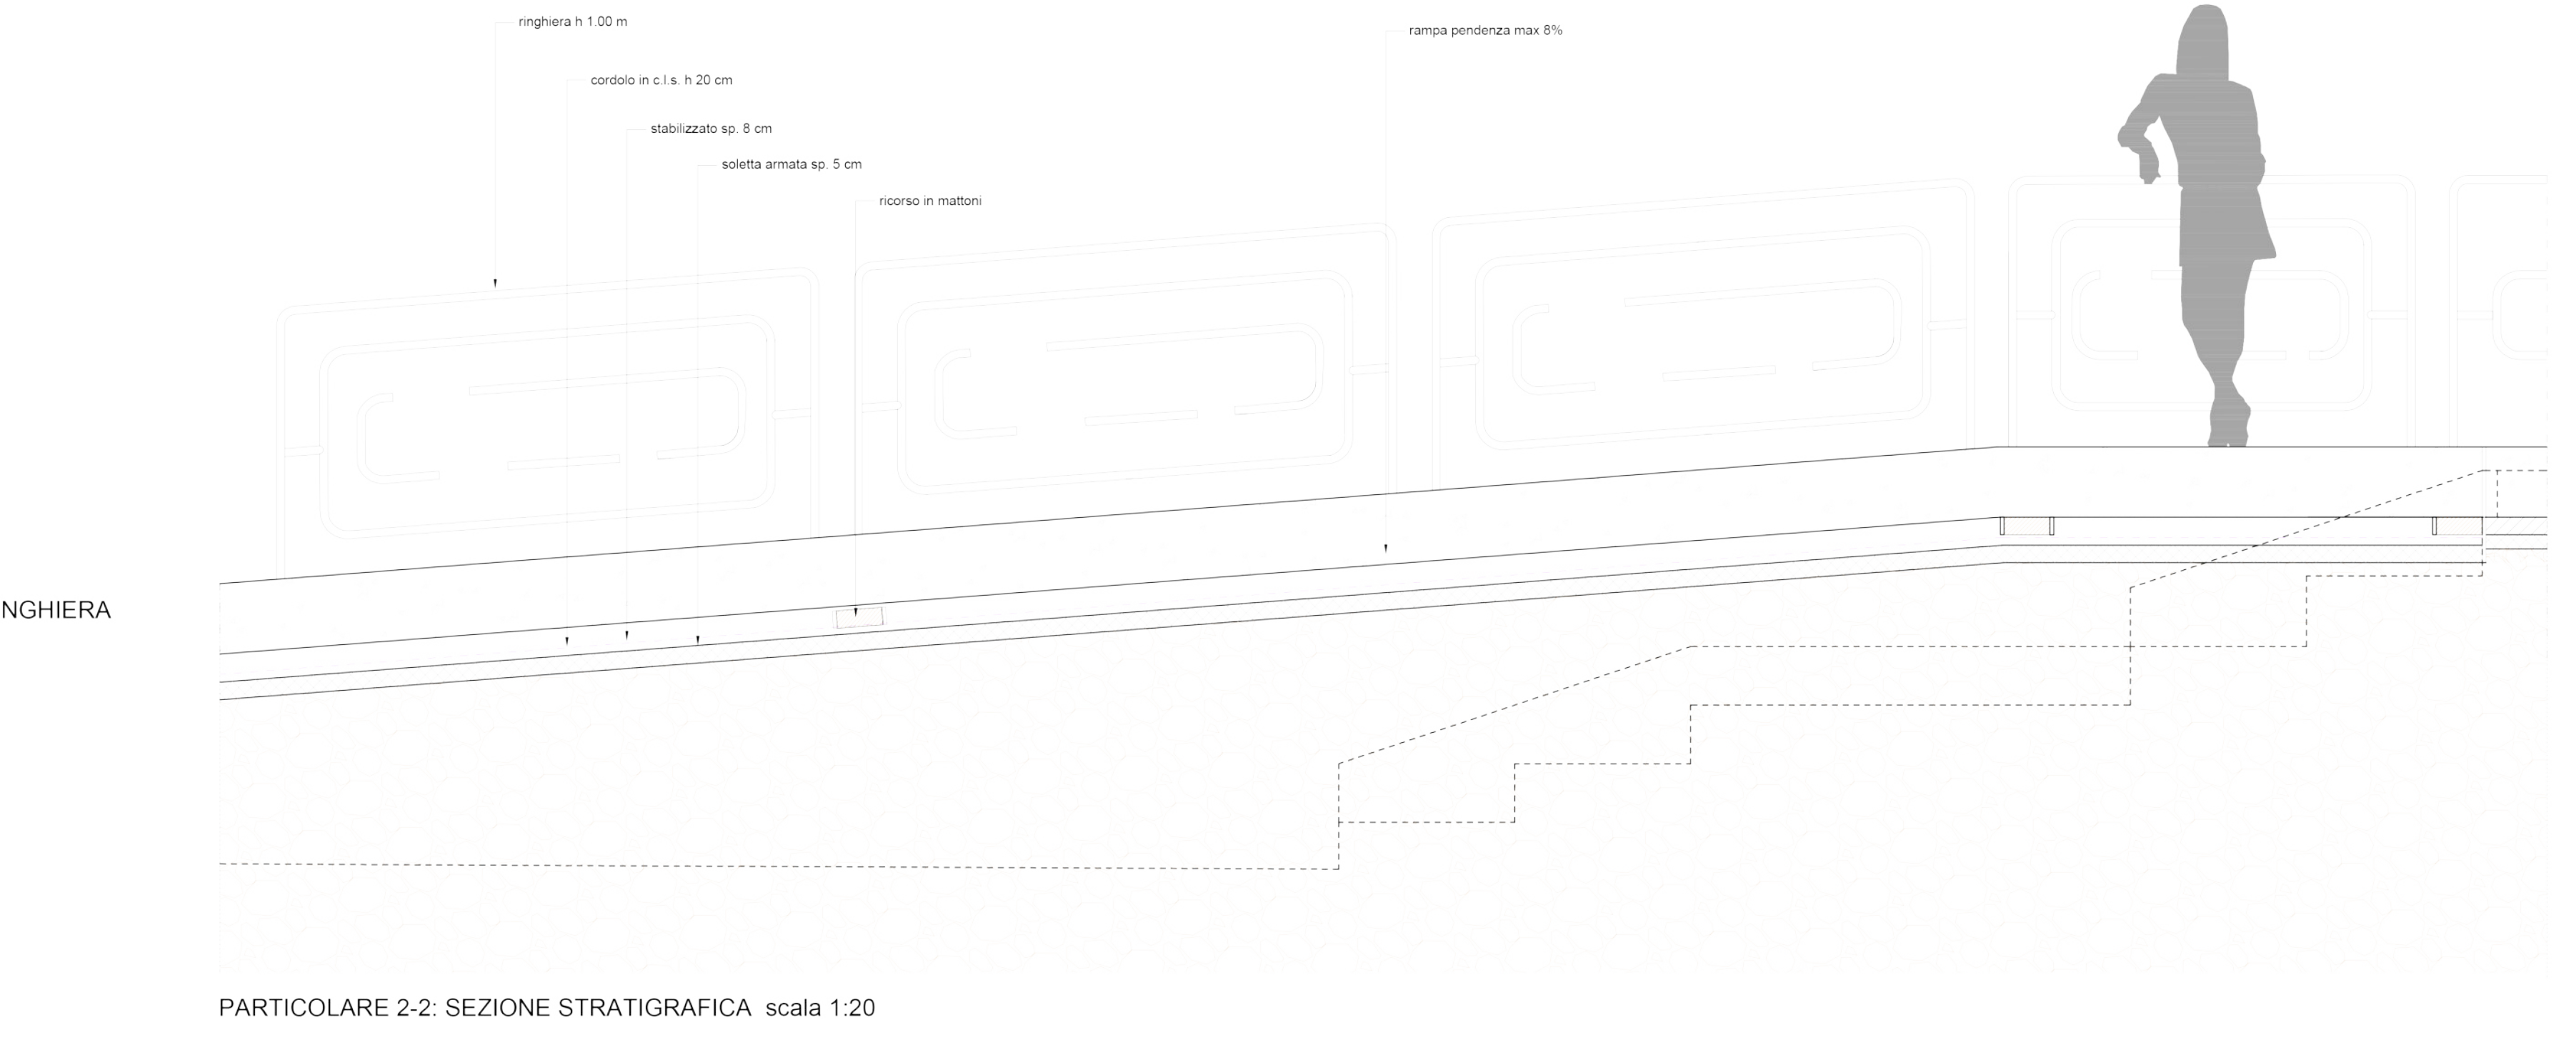 ringhiera h 1.00 m
rampa pendenza max 8%
cordolo in c.l.s. h 20 cm
stabilizzato sp. 8 cm
soletta armata sp. 5 cm
ricorso in mattoni
NGHIERA
PARTICOLARE 2-2: SEZIONE STRATIGRAFICA scala 1:20